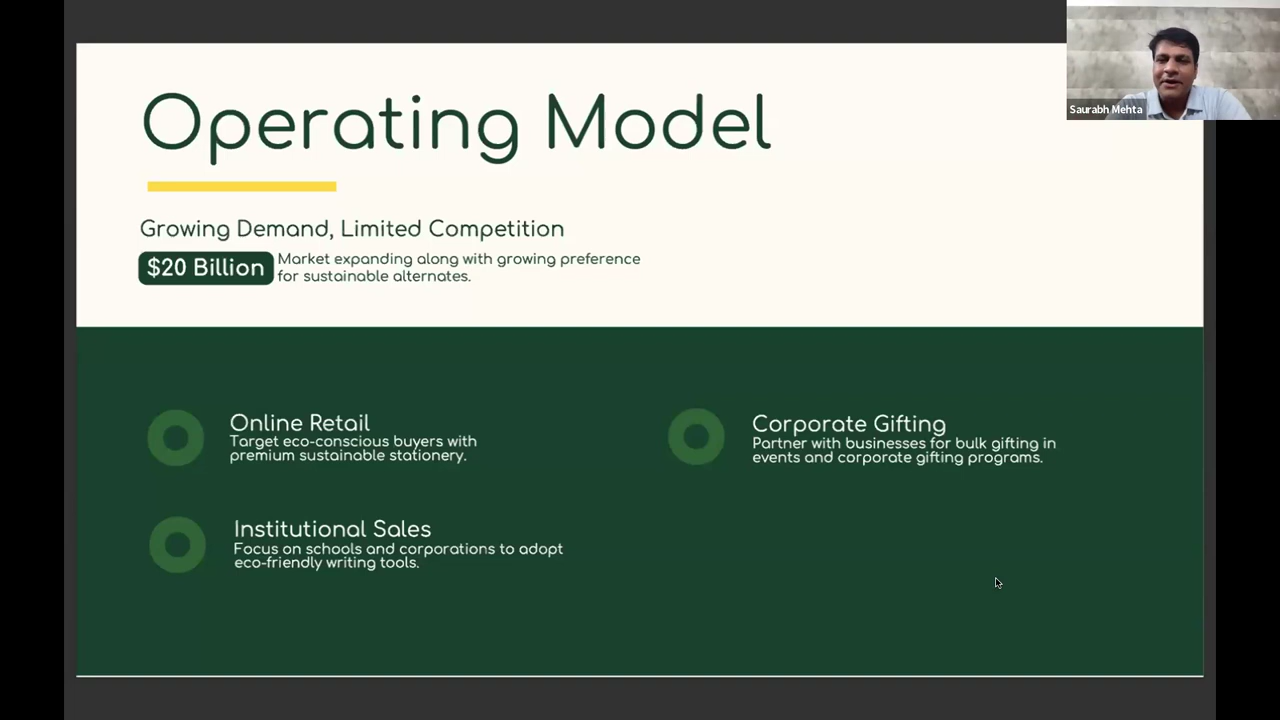 Operating Model
Growing Demand, Limited Competition
$20 Billion
Market expanding along with growing preference
for sustainable alternates.
Online Retail
Target eco-conscious buyers with
premium sustainable stationery.
Corporate Gifting
Partner with businesses for bulk gifting in
events and corporate gifting programs.
Institutional Sales
Focus on schools and corporations to adopt
eco-friendly writing tools.
Saurabh Mehta